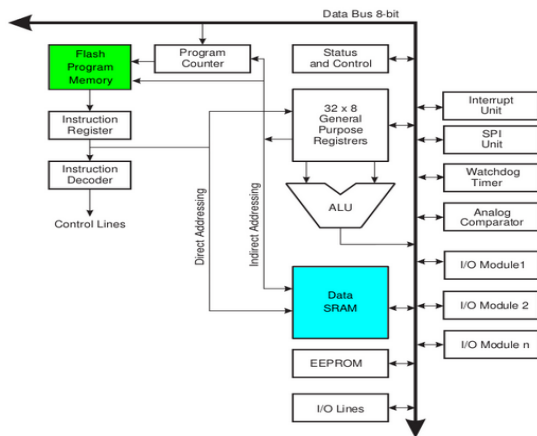 Data Bus 8-bit
Flash
Program
Memory
Program
Counter
Status
and Control
Instruction
Register
32 x 8
General
Purpose
Registrers
Interrupt
Unit
SPI
Unit
Instruction
Decoder
Watchdog
Timer
Control Lines
Direct Addressing
Indirect Addressing
ALU
Analog
Comparator
I/O Module1
Data
SRAM
I/O Module 2
I/O Module n
EEPROM
I/O Lines